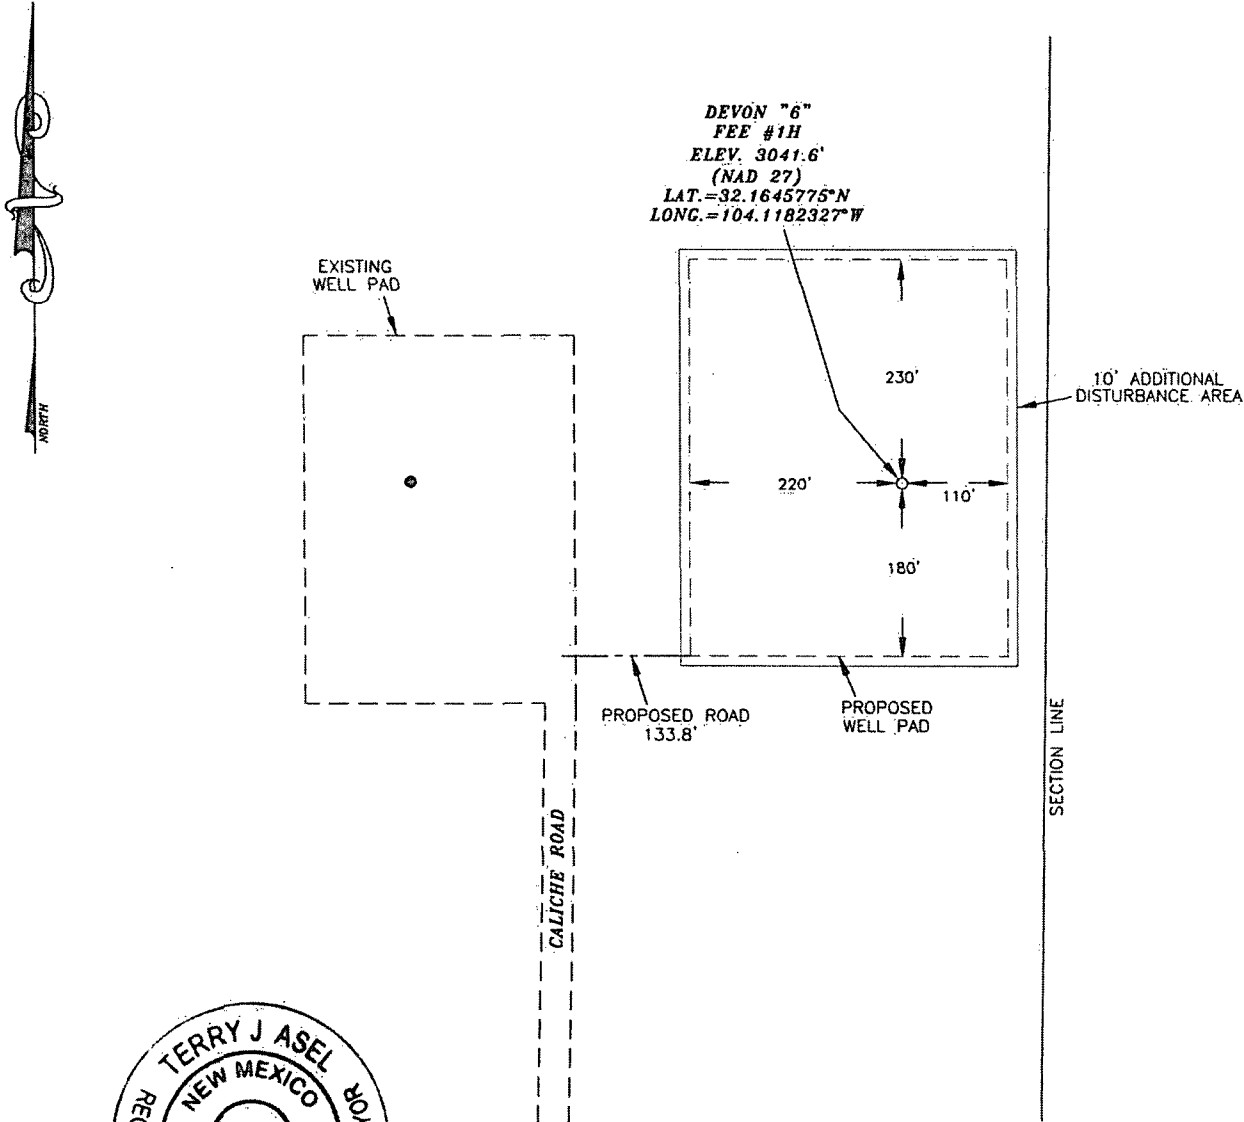 DEVON "6"
FEE #1H
ELEV. 3041.6'
(NAD 27)
LAT.=32.1645775°N
LONG.=104.1182327°W
EXISTING
WELL PAD
10' ADDITIONAL
DISTURBANCE AREA
230'
220'
110'
180'
PROPOSED ROAD
133.8'
PROPOSED
WELL PAD
SECTION LINE
CALICHE ROAD
NORTH
TERRY J ASEL
NEW MEXICO